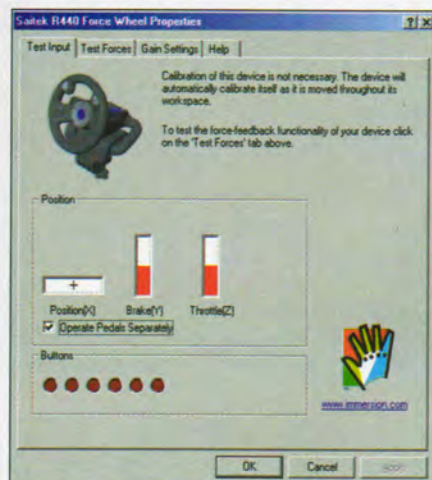 Saitek R440 Force Wheel Properties
Test Input Test Forces Gain Settings Help
Calibration of this device is not necessary. The device will
automatically calibrate itself as it is moved throughout its
workspace.
To test the force-feedback functionality of your device click
on the 'Test Forces' tab above.
Position
Position(X) Brake(Y) Throttle(Z)
Operate Pedals Separately
Buttons
www.immersion.com
OK Cancel Apply